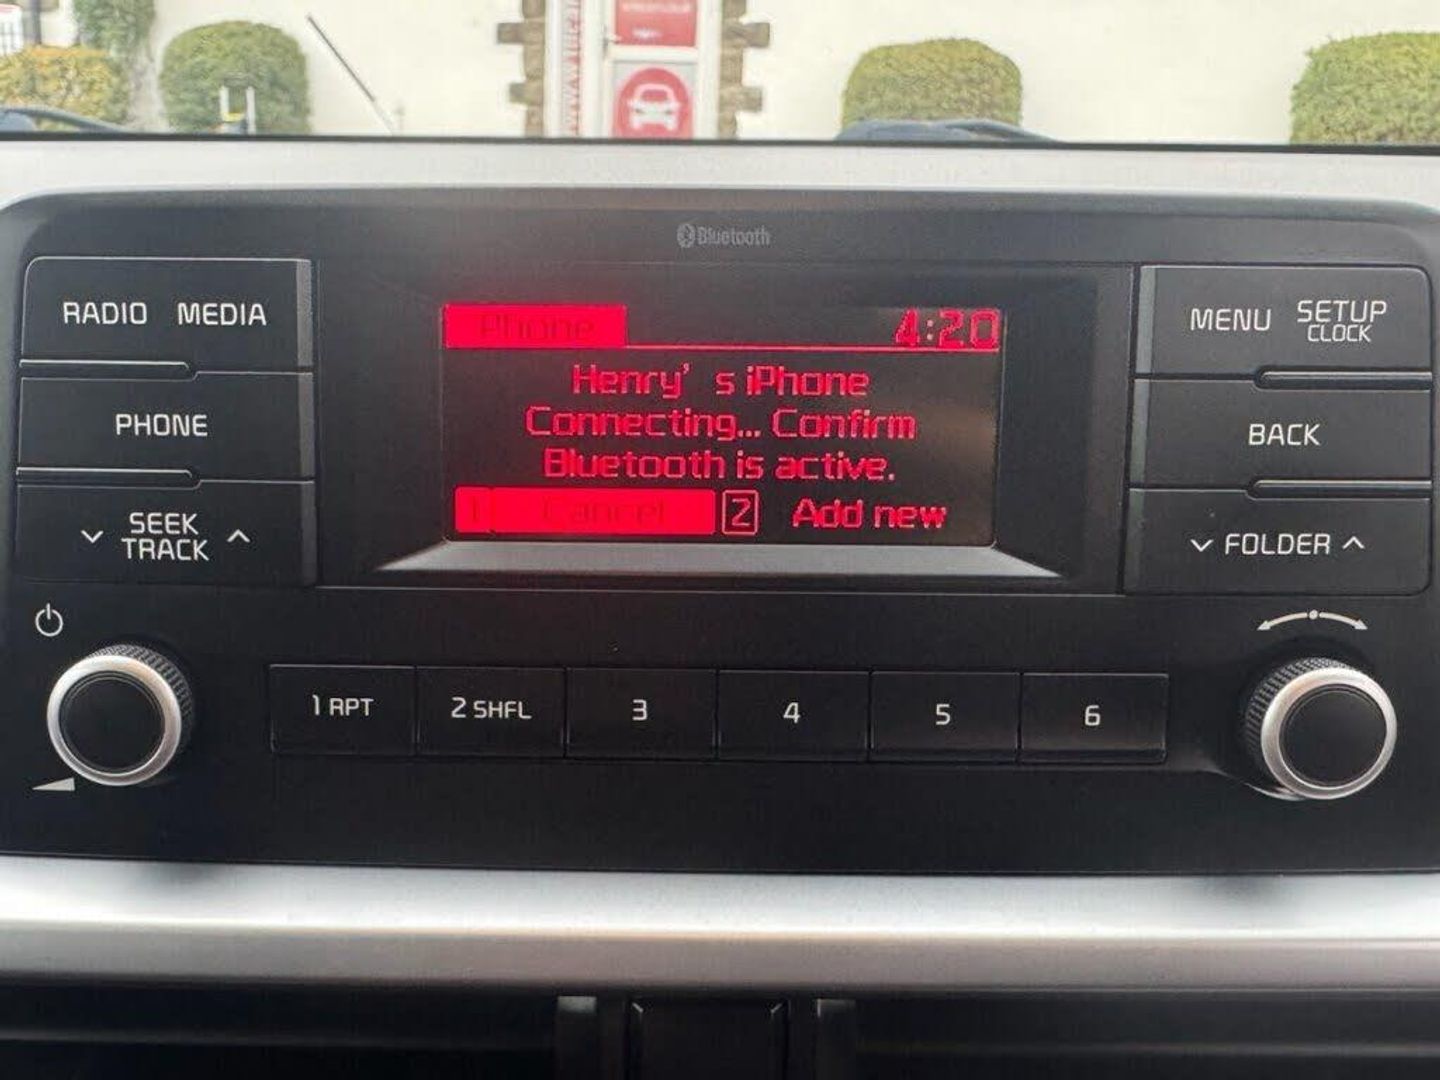 Bluetooth
RADIO MEDIA
Phone
4:20
MENU SETUP
CLOCK
Henry's iPhone
Connecting... Confirm
PHONE
BACK
Bluetooth is active.
1 Cancel 2 Add new
SEEK
TRACK
FOLDER
1 RPT
2 SHFL
3
4
5
6